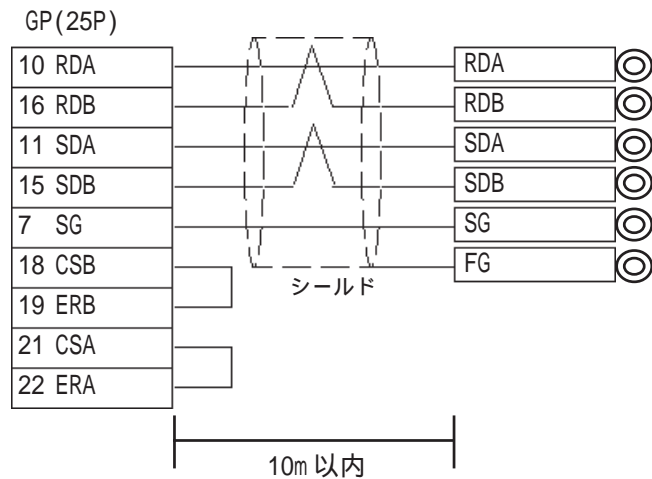 GP(25P)
10 RDA RDA
16 RDB RDB
11 SDA SDA
15 SDB SDB
7 SG SG
18 CSB FG
シールド
19 ERB
21 CSA
22 ERA
10m 以内